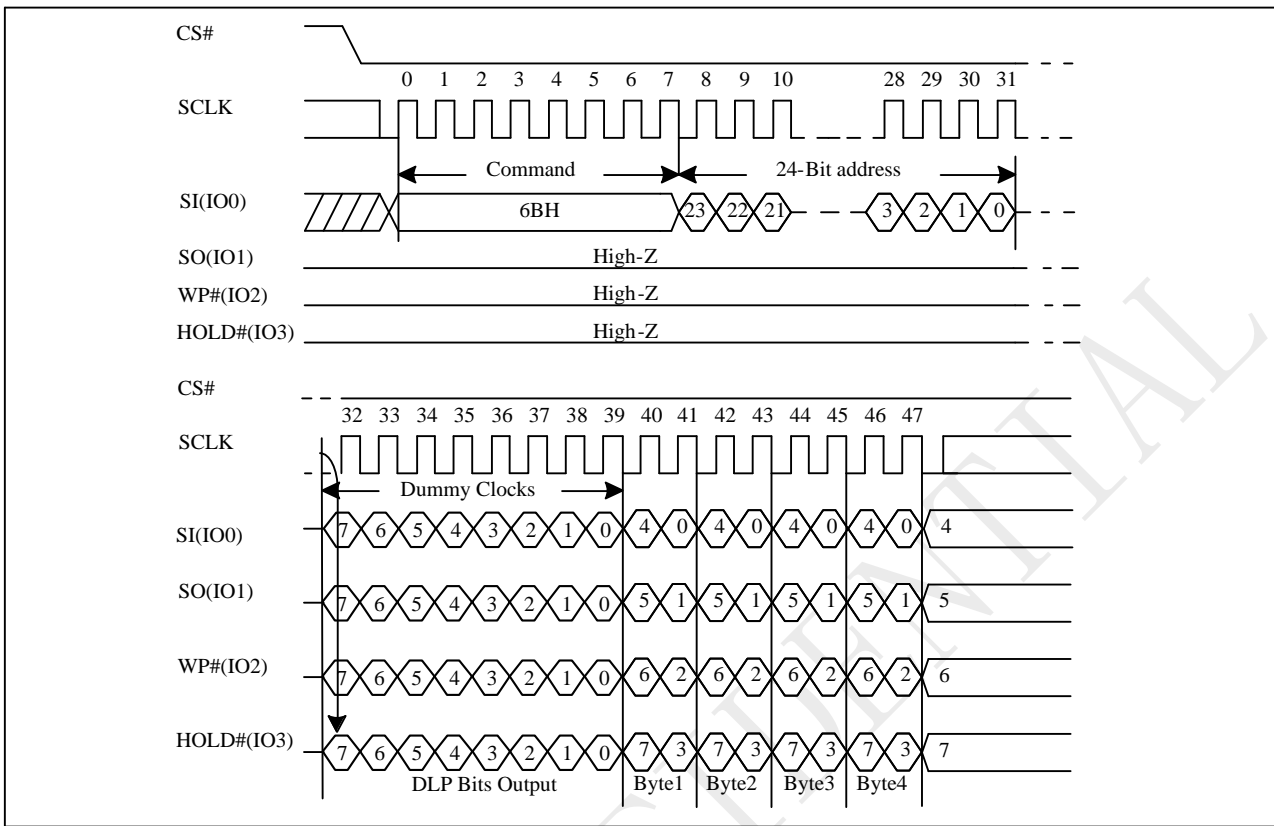 CS#
0 1 2 3 4 5 6 7 8 9 10 28 29 30 31
SCLK
Command 24-Bit address
SI(IO0) 6BH 23 22 21 3 2 1 0
SO(IO1) High-Z
WP#(IO2) High-Z
HOLD#(IO3) High-Z
CS#
32 33 34 35 36 37 38 39 40 41 42 43 44 45 46 47
SCLK
Dummy Clocks
SI(IO0) 7 6 5 4 3 2 1 0 4 0 4 0 4 0 4 0 4
SO(IO1) 7 6 5 4 3 2 1 0 5 1 5 1 5 1 5 1 5
WP#(IO2) 7 6 5 4 3 2 1 0 6 2 6 2 6 2 6 2 6
HOLD#(IO3) 7 6 5 4 3 2 1 0 7 3 7 3 7 3 7 3 7
DLP Bits Output Byte1 Byte2 Byte3 Byte4